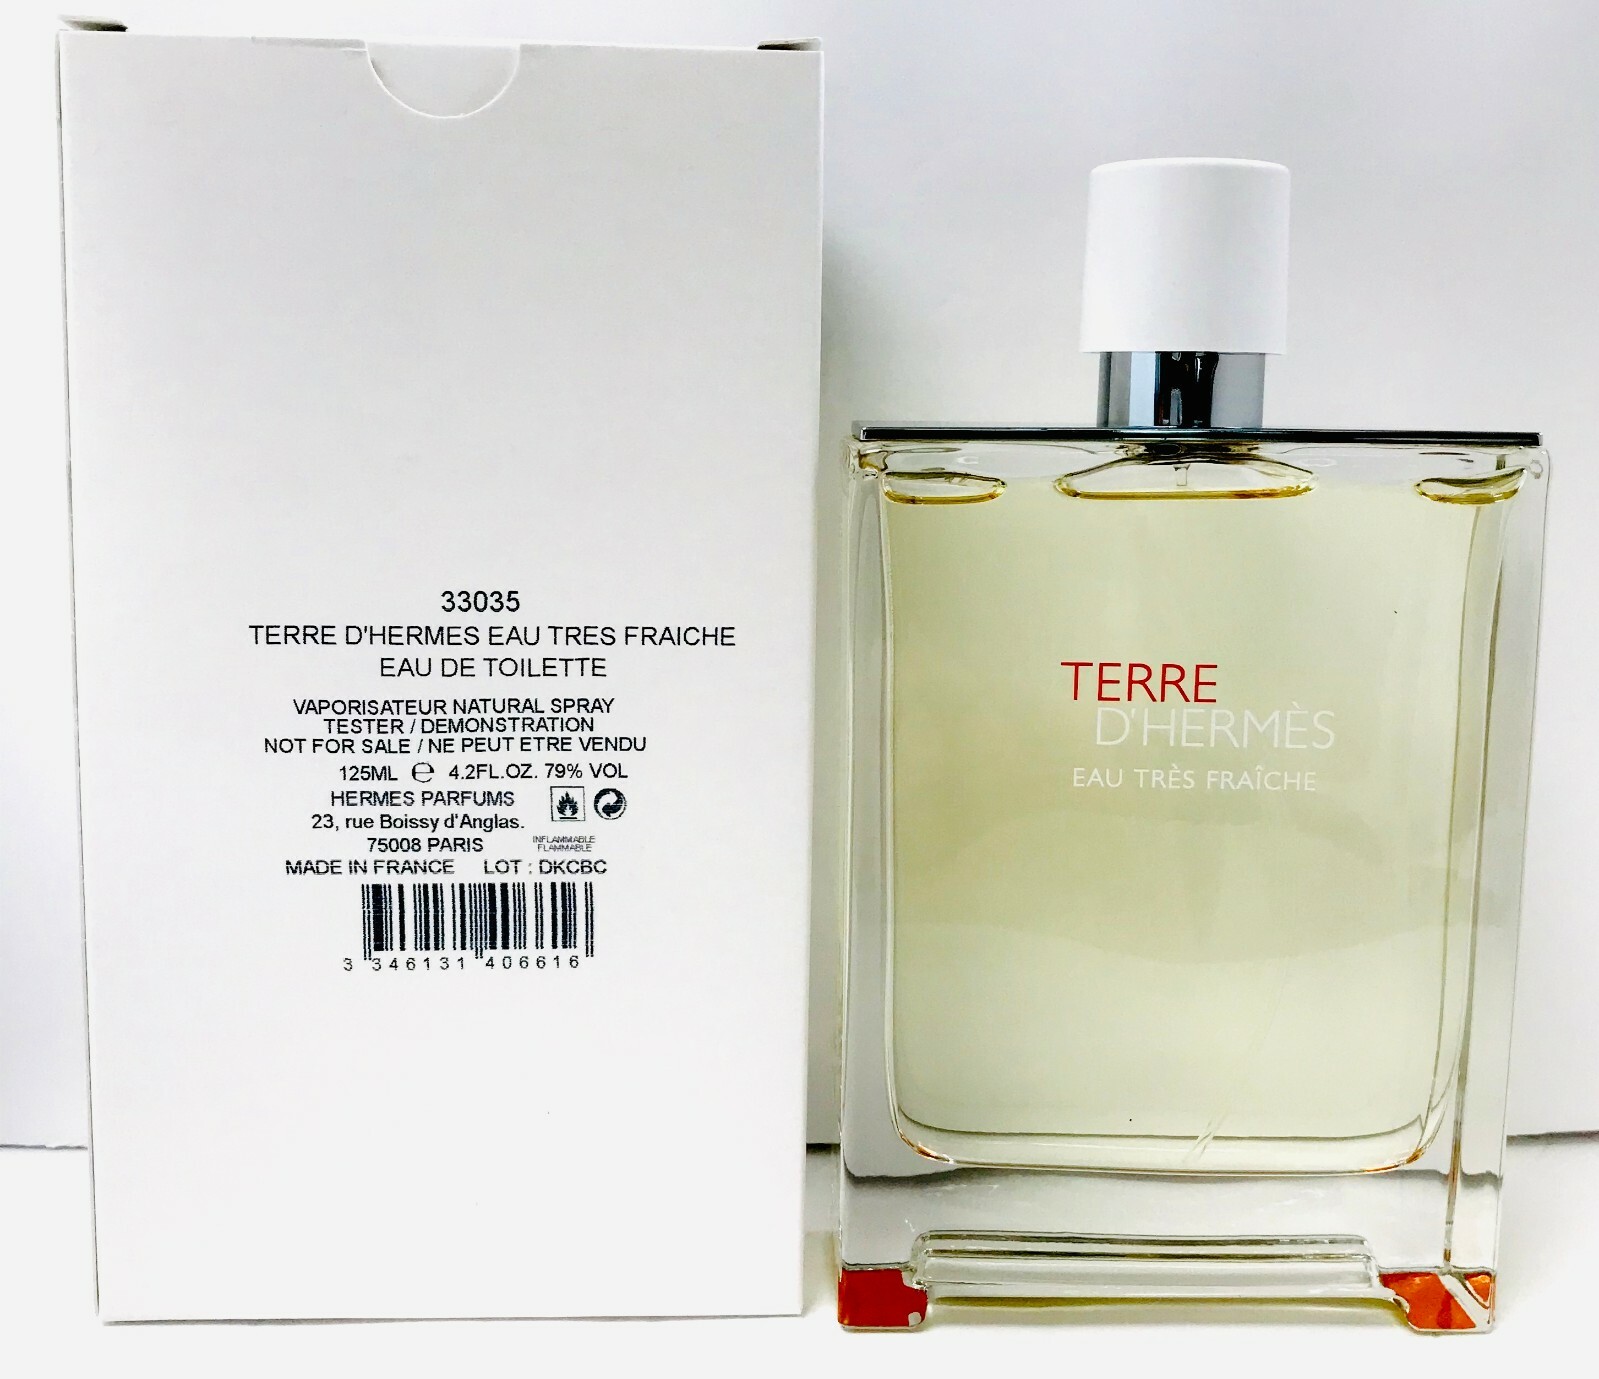 33035
TERRE D'HERMES EAU TRES FRAICHE
EAU DE TOILETTE
VAPORISATEUR NATURAL SPRAY
TESTER / DEMONSTRATION
NOT FOR SALE / NE PEUT ETRE VENDU
125ML e 4.2FL.OZ. 79% VOL
HERMES PARFUMS
23, rue Boissy d'Anglas.
75008 PARIS
INFLAMMABLE
FLAMMABLE
MADE IN FRANCE LOT : DKCBC
3 346131 406616
TERRE
D'HERMÈS
EAU TRÈS FRAÎCHE